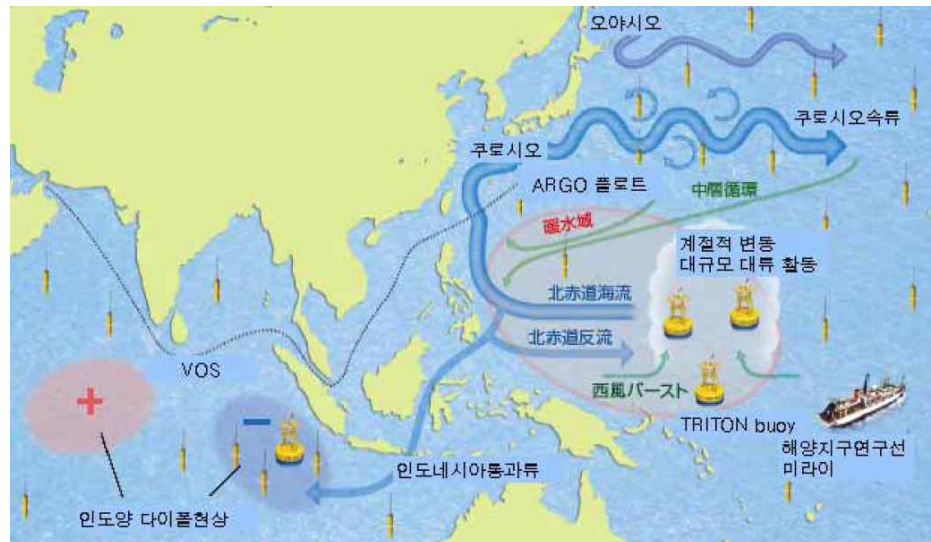 오야시오
쿠로시오속류
쿠로시오
ARGO 플로트
中層循環
暖水域
계절적 변동
대규모 대류 활동
北赤道海流
北赤道反流
VOS
西風バースト
+
−
TRITON buoy
해양지구연구선
미라이
인도네시아통과류
인도양 다이폴현상